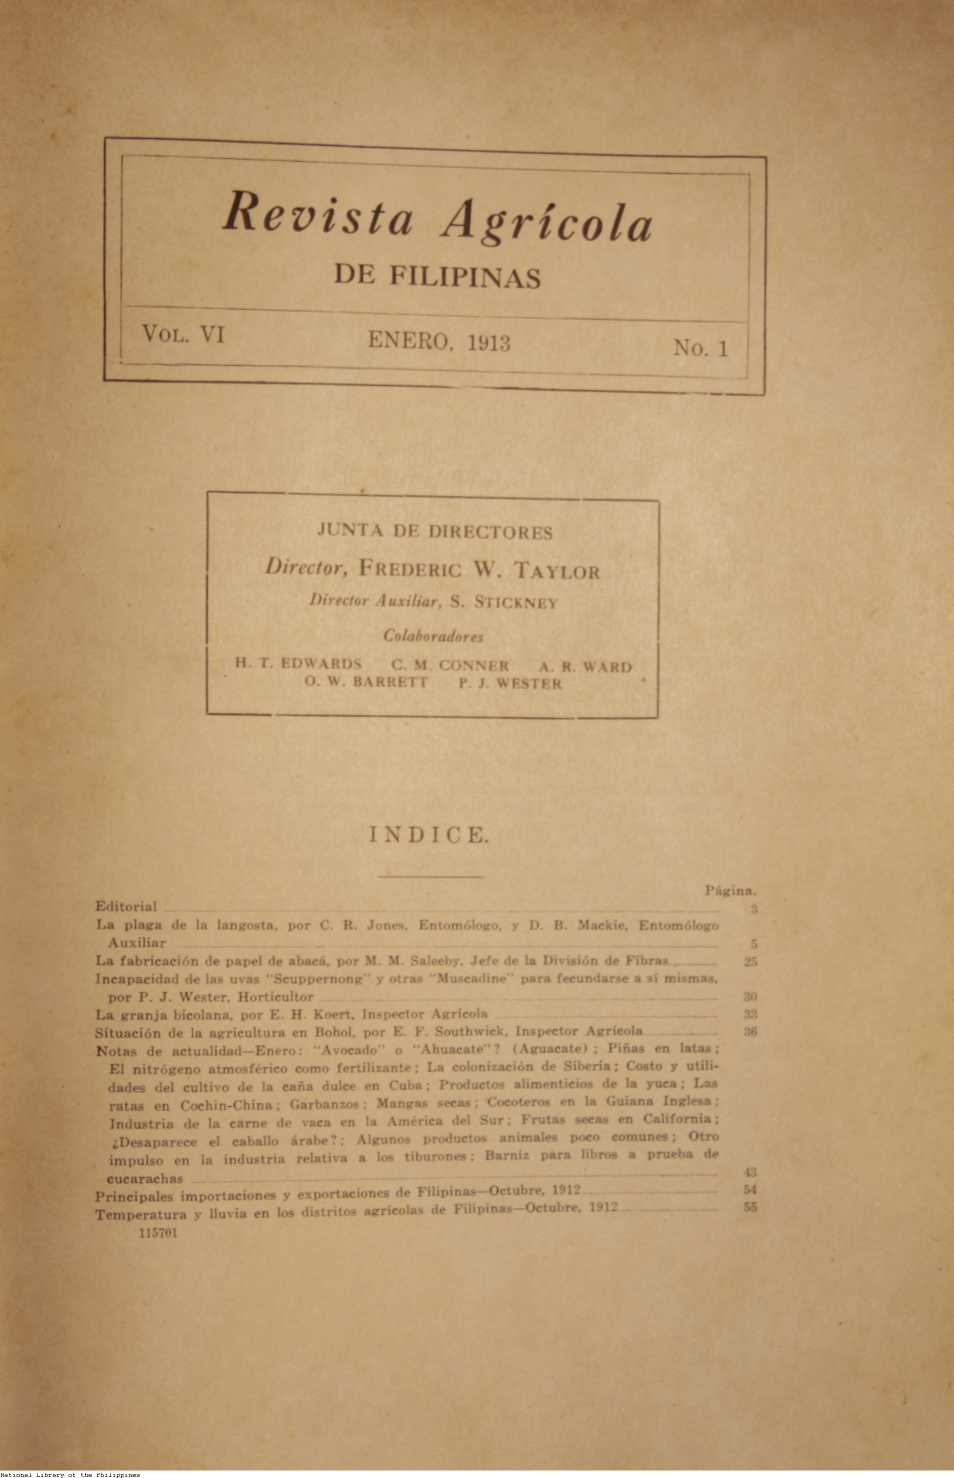 Revista Agrícola
DE FILIPINAS
VOL. VI ENERO, 1913 No. 1
JUNTA DE DIRECTORES
Director, FREDERIC W. TAYLOR
Director Auxiliar, S. STICKNEY
Colaboradores
H. T. EDWARDS C. M. CONNER A. R. WARD
O. W. BARRETT P. J. WESTER
INDICE.
Página.
Editorial 3
La plaga de la langosta, por C. R. Jones, Entomólogo, y D. B. Mackie, Entomólogo
Auxiliar 5
La fabricación de papel de abacá, por M. M. Saleeby, Jefe de la División de Fibras 25
Incapacidad de las uvas "Scuppernong" y otras "Muscadine" para fecundarse a sí mismas,
por P. J. Wester, Horticultor 30
La granja bicolana, por E. H. Koert, Inspector Agrícola 33
Situación de la agricultura en Bohol, por E. F. Southwick, Inspector Agrícola 36
Notas de actualidad—Enero: "Avocado" o "Ahuacate"? (Aguacate); Piñas en latas;
El nitrógeno atmosférico como fertilizante; La colonización de Siberia; Costo y utili-
dades del cultivo de la caña dulce en Cuba; Productos alimenticios de la yuca; Las
ratas en Cochin-China; Garbanzos; Mangas secas; Cocoteros en la Guiana Inglesa;
Industria de la carne de vaca en la América del Sur; Frutas secas en California;
¿Desaparece el caballo árabe?; Algunos productos animales poco comunes; Otro
impulso en la industria relativa a los tiburones; Barniz para libros a prueba de
cucarachas 43
Principales importaciones y exportaciones de Filipinas—Octubre, 1912 54
Temperatura y lluvia en los distritos agrícolas de Filipinas—Octubre, 1912 55
115701
National Library of the Philippines